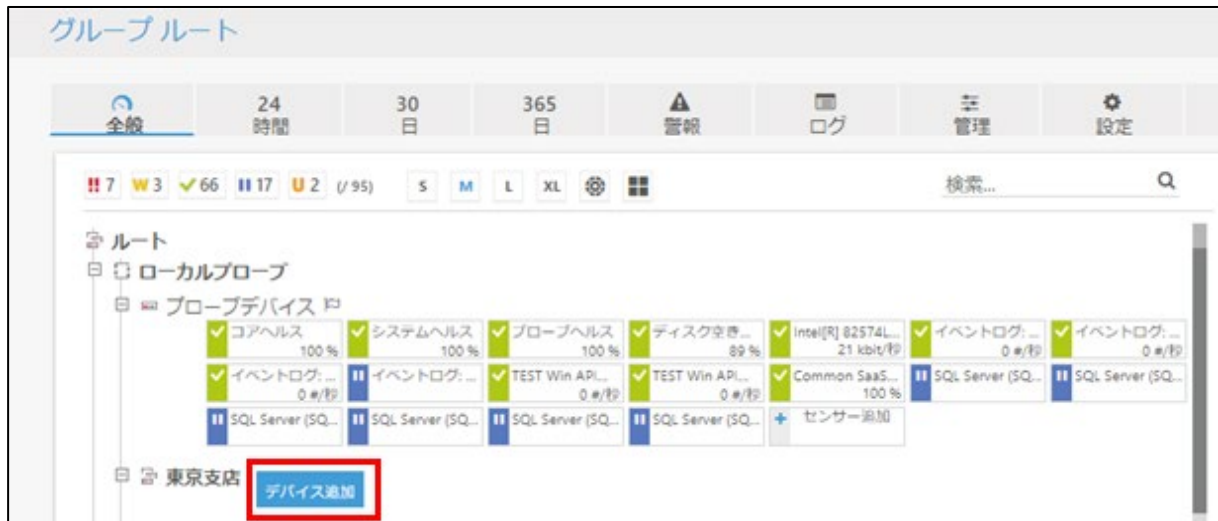 グループ ルート
全般 24 時間 30 日 365 日 警報 ログ 管理 設定
!! 7 W 3 66 II 17 U 2 (/ 95) S M L XL 検索...
ルート
ローカルプローブ
プローブデバイス
コアヘルス システムヘルス プローブヘルス ディスク空き... Intel[R] 82574L... イベントログ: ... イベントログ: ...
100 % 100 % 100 % 89 % 21 kbit/秒 0 #/秒 0 #/秒
イベントログ: ... イベントログ: ... TEST Win API... TEST Win API... Common SaaS... SQL Server (SQ... SQL Server (SQ...
0 #/秒 0 #/秒 0 #/秒 100 %
SQL Server (SQ... SQL Server (SQ... SQL Server (SQ... SQL Server (SQ... + センサー追加
東京支店 デバイス追加